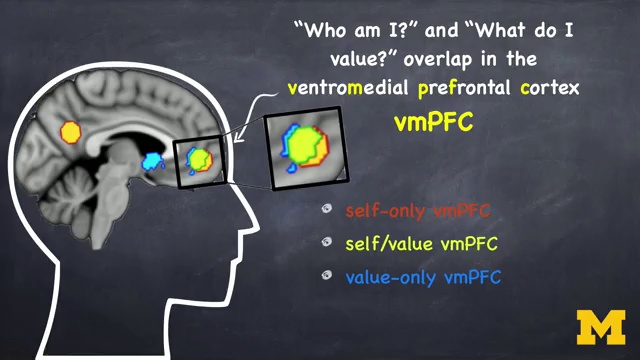 "Who am I?" and "What do I
value?" overlap in the
ventromedial prefrontal cortex
vmPFC
self-only vmPFC
self/value vmPFC
value-only vmPFC
M